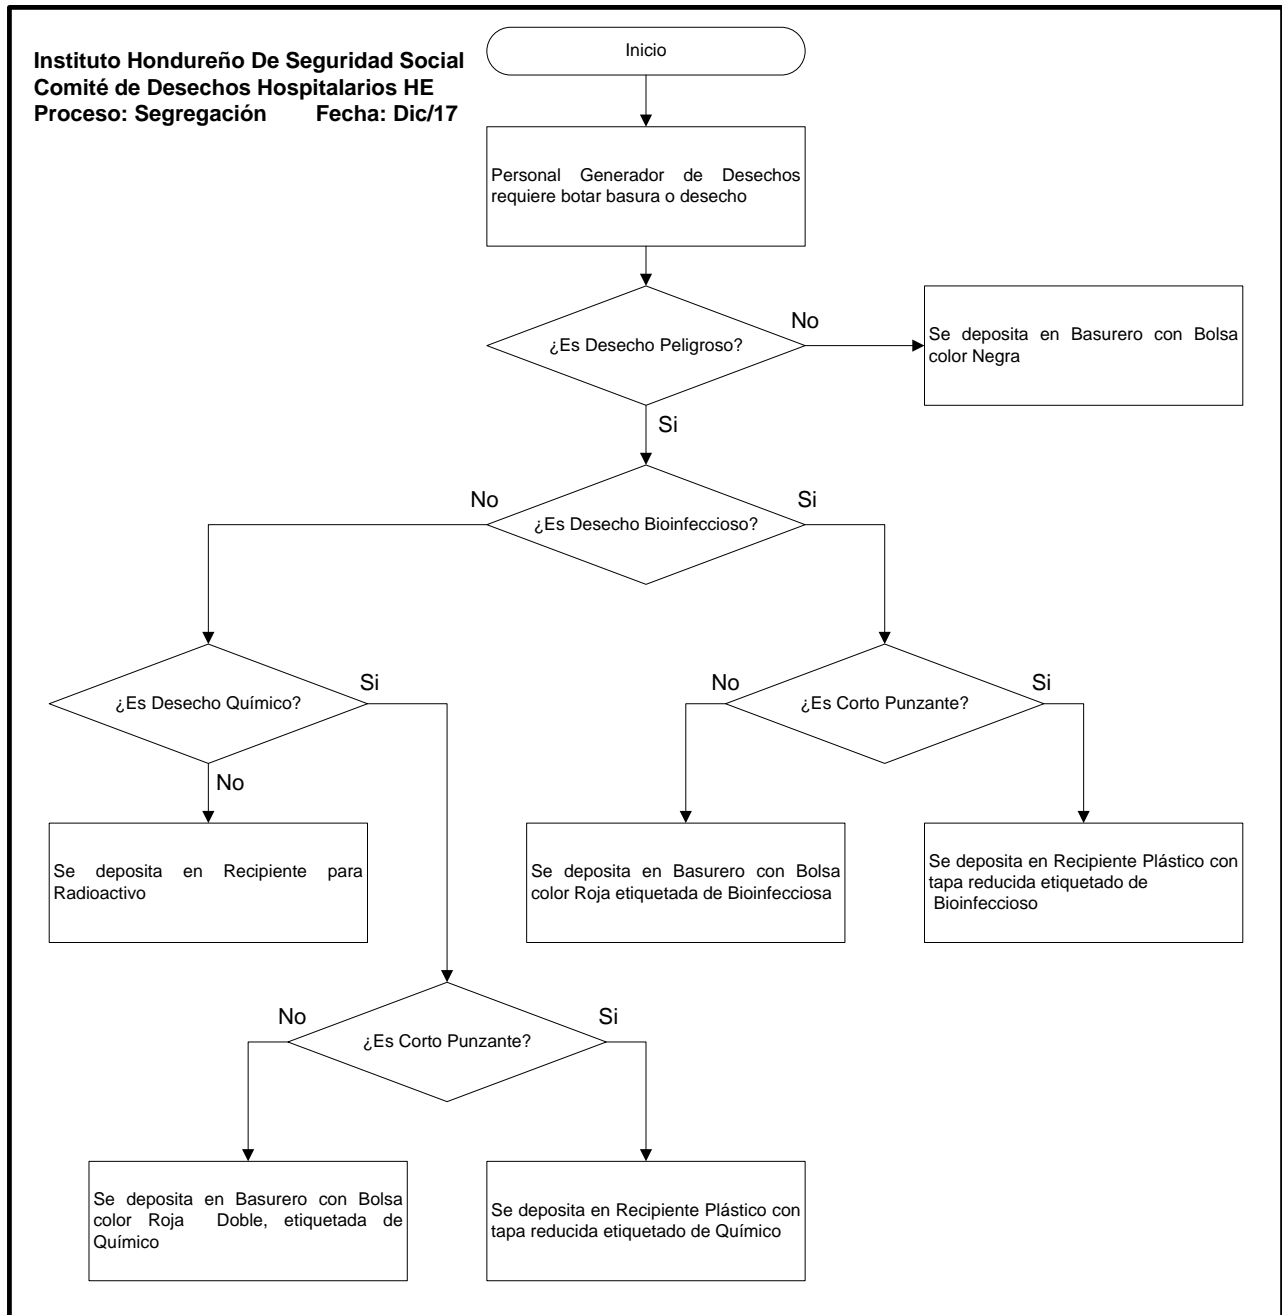 Instituto Hondureño De Seguridad Social
Comité de Desechos Hospitalarios HE
Proceso: Segregación Fecha: Dic/17
Inicio
Personal Generador de Desechos
requiere botar basura o desecho
¿Es Desecho Peligroso?
No
Se deposita en Basurero con Bolsa
color Negra
Si
¿Es Desecho Bioinfeccioso?
No
Si
¿Es Desecho Químico?
Si
No
¿Es Corto Punzante?
No
Si
Se deposita en Recipiente para
Radioactivo
Se deposita en Basurero con Bolsa
color Roja etiquetada de Bioinfecciosa
Se deposita en Recipiente Plástico con
tapa reducida etiquetado de
Bioinfeccioso
¿Es Corto Punzante?
No
Si
Se deposita en Basurero con Bolsa
color Roja Doble, etiquetada de
Químico
Se deposita en Recipiente Plástico con
tapa reducida etiquetado de Químico